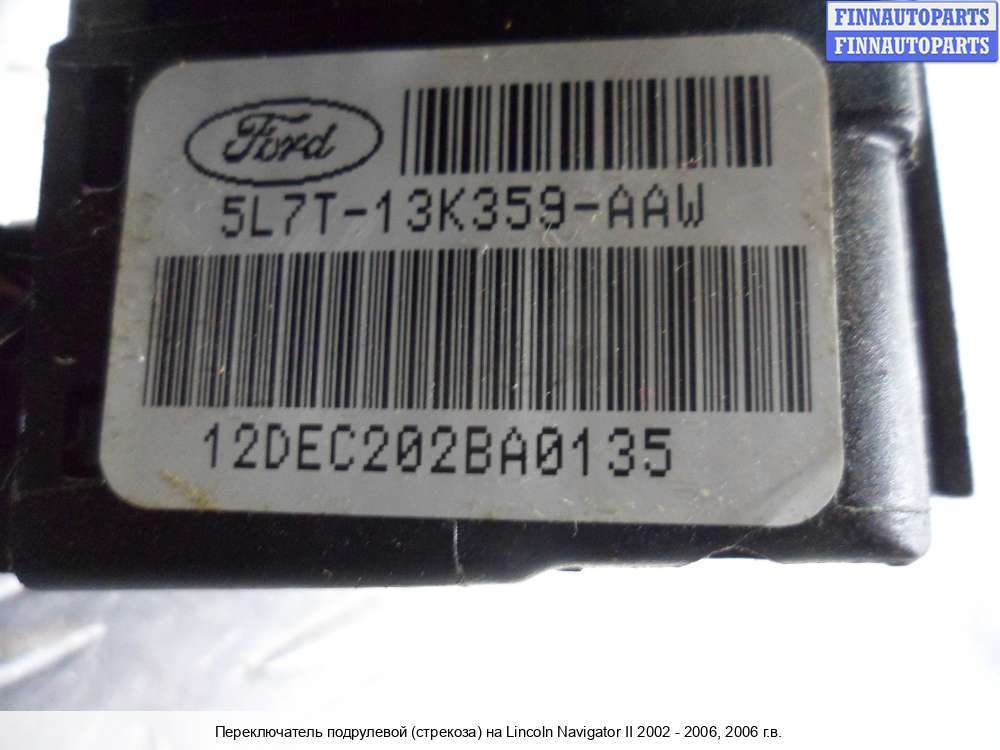 FINNAUTOPARTS
FINNAUTOPARTS
Ford
5L7T-13K359-AAW
12DEC202BA0135
Переключатель подрулевой (стрекоза) на Lincoln Navigator II 2002 - 2006, 2006 г.в.